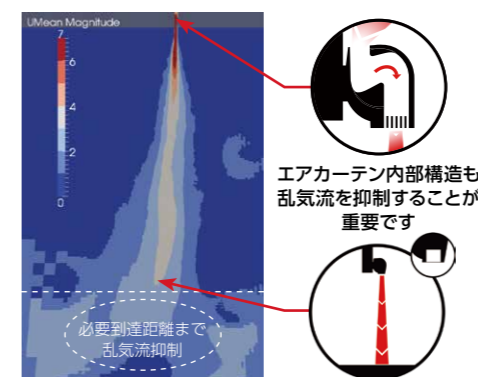 UMean Magnitude
7
6
4
2
0
エアカーテン内部構造も
乱気流を抑制することが
重要です
必要到達距離まで
乱気流抑制